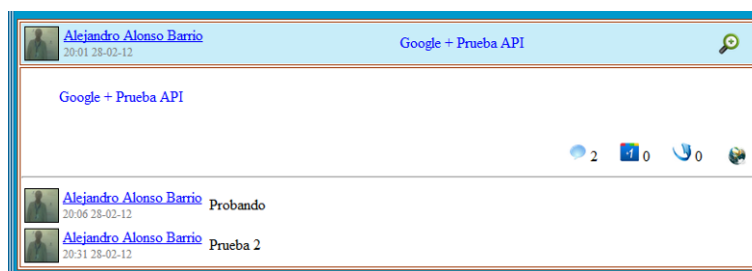 Alejandro Alonso Barrio Google + Prueba API
20:01 28-02-12
Google + Prueba API
2 0 0
Alejandro Alonso Barrio Probando
20:06 28-02-12
Alejandro Alonso Barrio Prueba 2
20:31 28-02-12